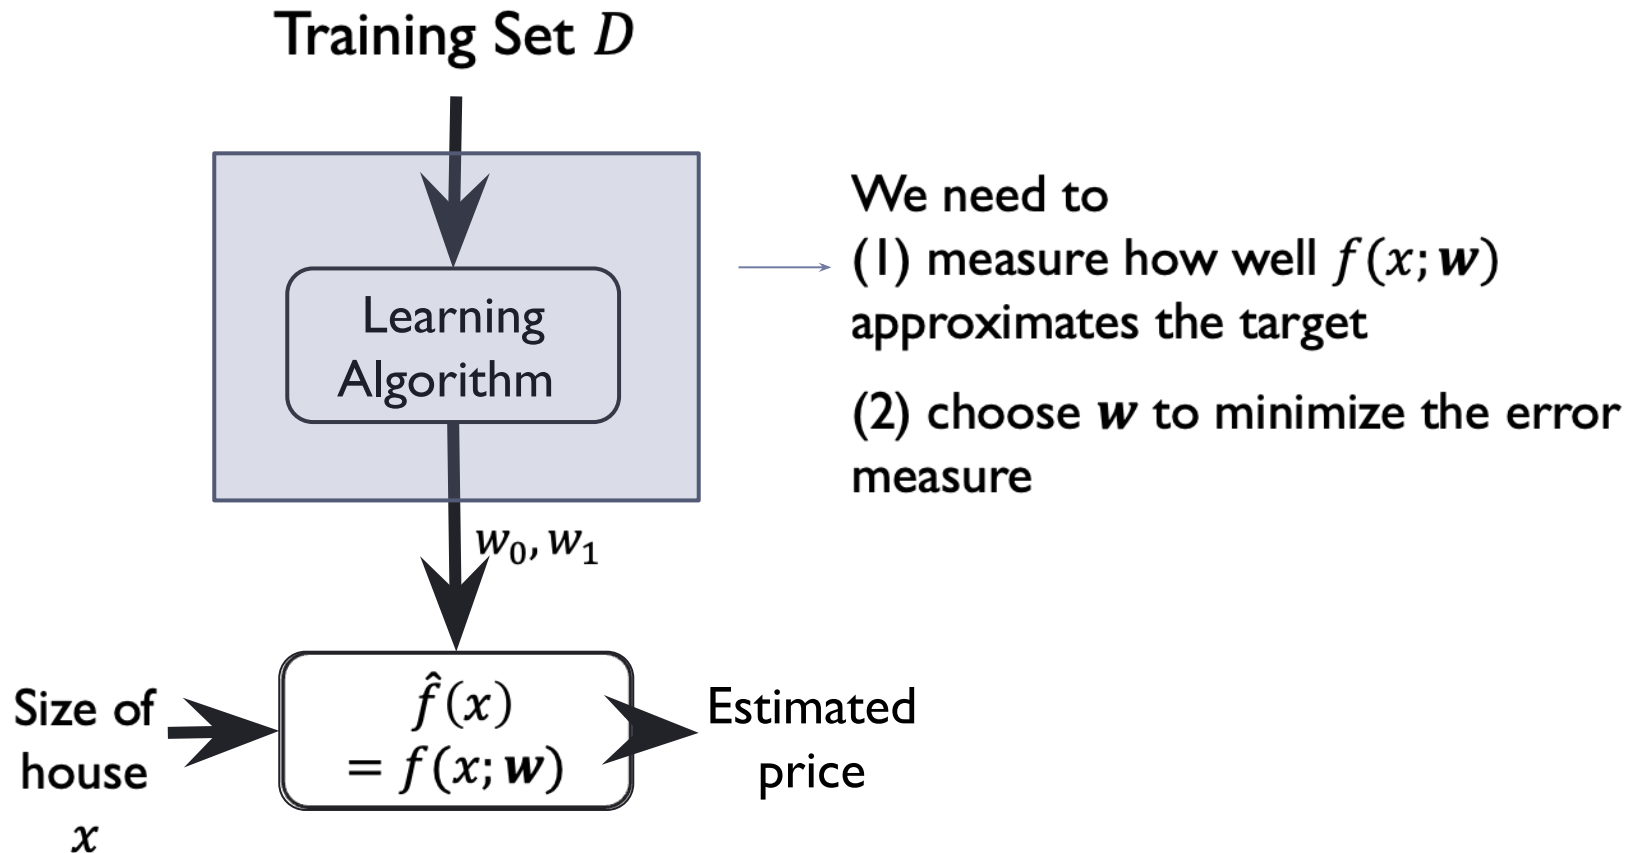 Training Set D
Learning
Algorithm
We need to
(1) measure how well f(x; w)
approximates the target
(2) choose w to minimize the error
measure
w₀, w₁
Size of
house
x
f̂(x)
= f(x; w)
Estimated
price